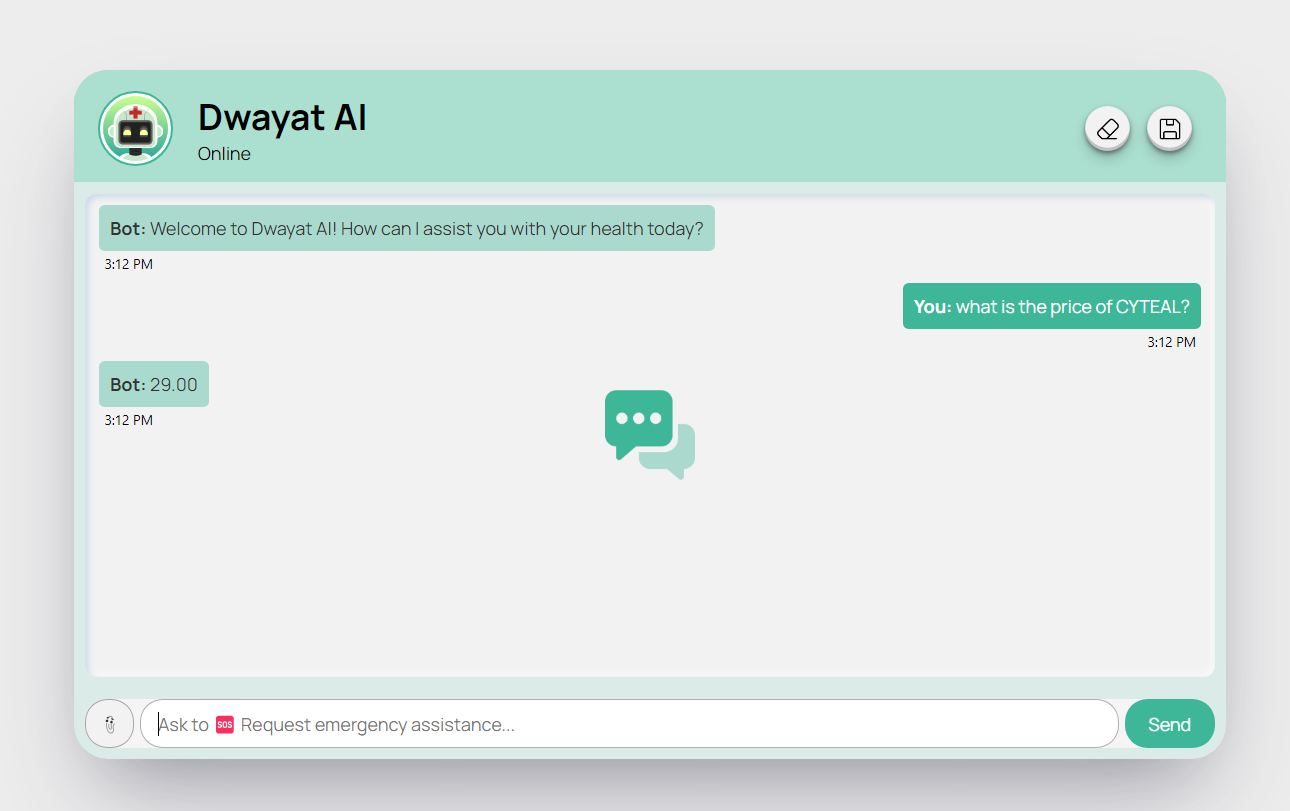 Dwayat AI
Online
Bot: Welcome to Dwayat AI! How can I assist you with your health today?
3:12 PM
You: what is the price of CYTEAL?
3:12 PM
Bot: 29.00
3:12 PM
Ask to 🆘 Request emergency assistance...
Send